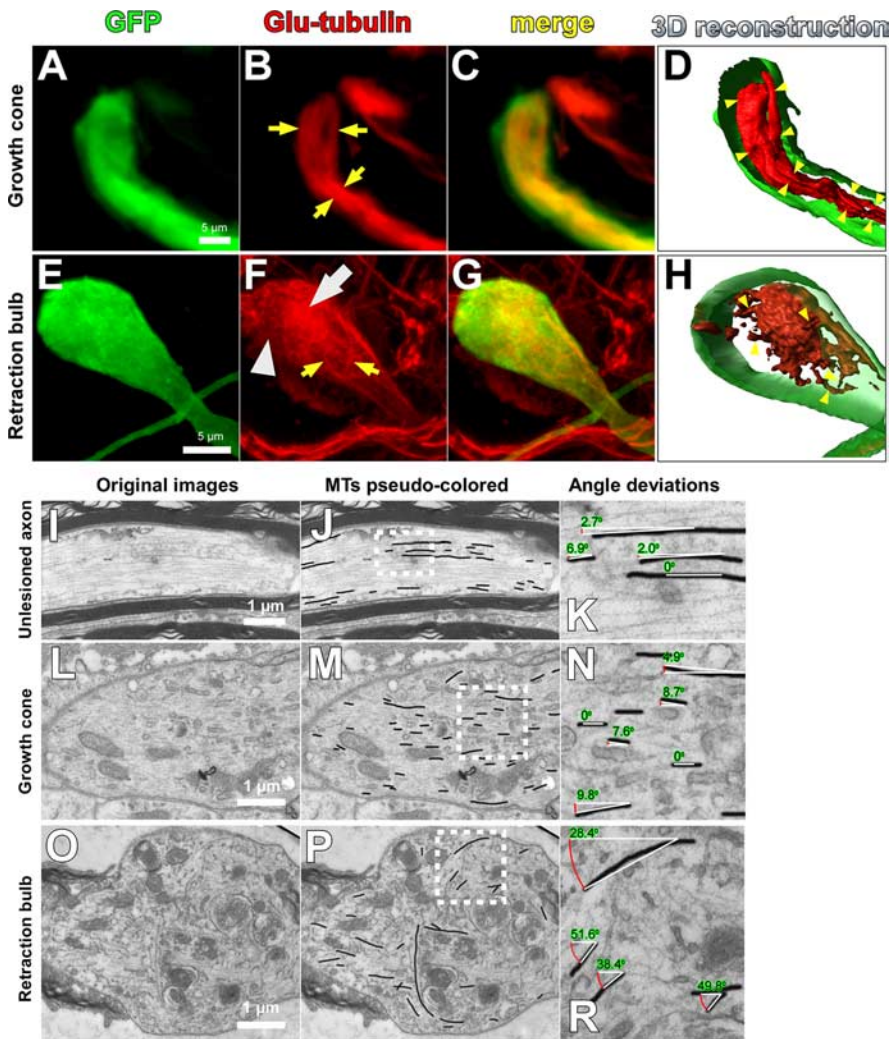 GFP Glu-tubulin merge 3D reconstruction
Growth cone
A B C D
5 µm
Retraction bulb
E F G H
5 µm
Original images MTs pseudo-colored Angle deviations
Unlesioned axon
I J K
1 µm
2.7°
6.9° 2.0°
0°
Growth cone
L M N
1 µm
4.9°
8.7°
0°
7.6°
0°
9.8°
Retraction bulb
O P R
1 µm
28.4°
51.6°
38.4°
49.8°